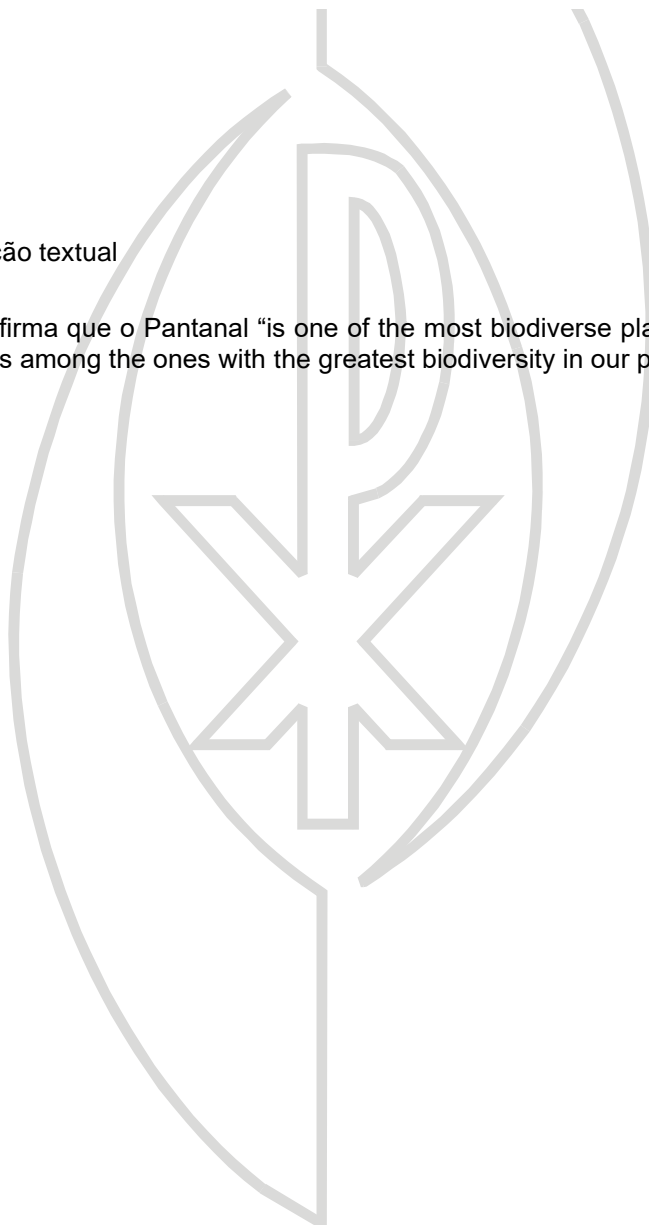 ção textual
firma que o Pantanal “is one of the most biodiverse pla
s among the ones with the greatest biodiversity in our p